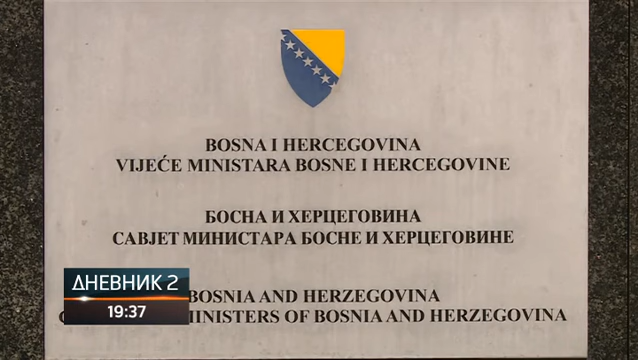 BOSNA I HERCEGOVINA
VIJEĆE MINISTARA BOSNE I HERCEGOVINE
БОСНА И ХЕРЦЕГОВИНА
САВЈЕТ МИНИСТАРА БОСНЕ И ХЕРЦЕГОВИНЕ
BOSNIA AND HERZEGOVINA
MINISTERS OF BOSNIA AND HERZEGOVINA
ДНЕВНИК 2
19:37